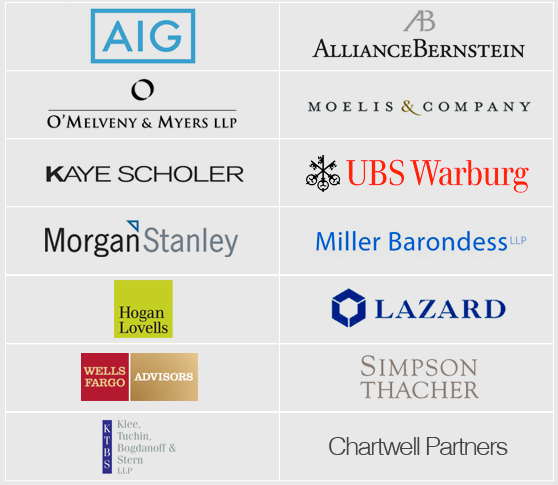 AIG
AB
ALLIANCEBERNSTEIN
O'MELVENY & MYERS LLP
MOELIS & COMPANY
KAYE SCHOLER
UBS Warburg
Morgan Stanley
Miller Barondess LLP
Hogan
Lovells
LAZARD
WELLS
FARGO
ADVISORS
SIMPSON
THACHER
KTBS
Klee,
Tuchin,
Bogdanoff &
Stern
LLP
Chartwell Partners